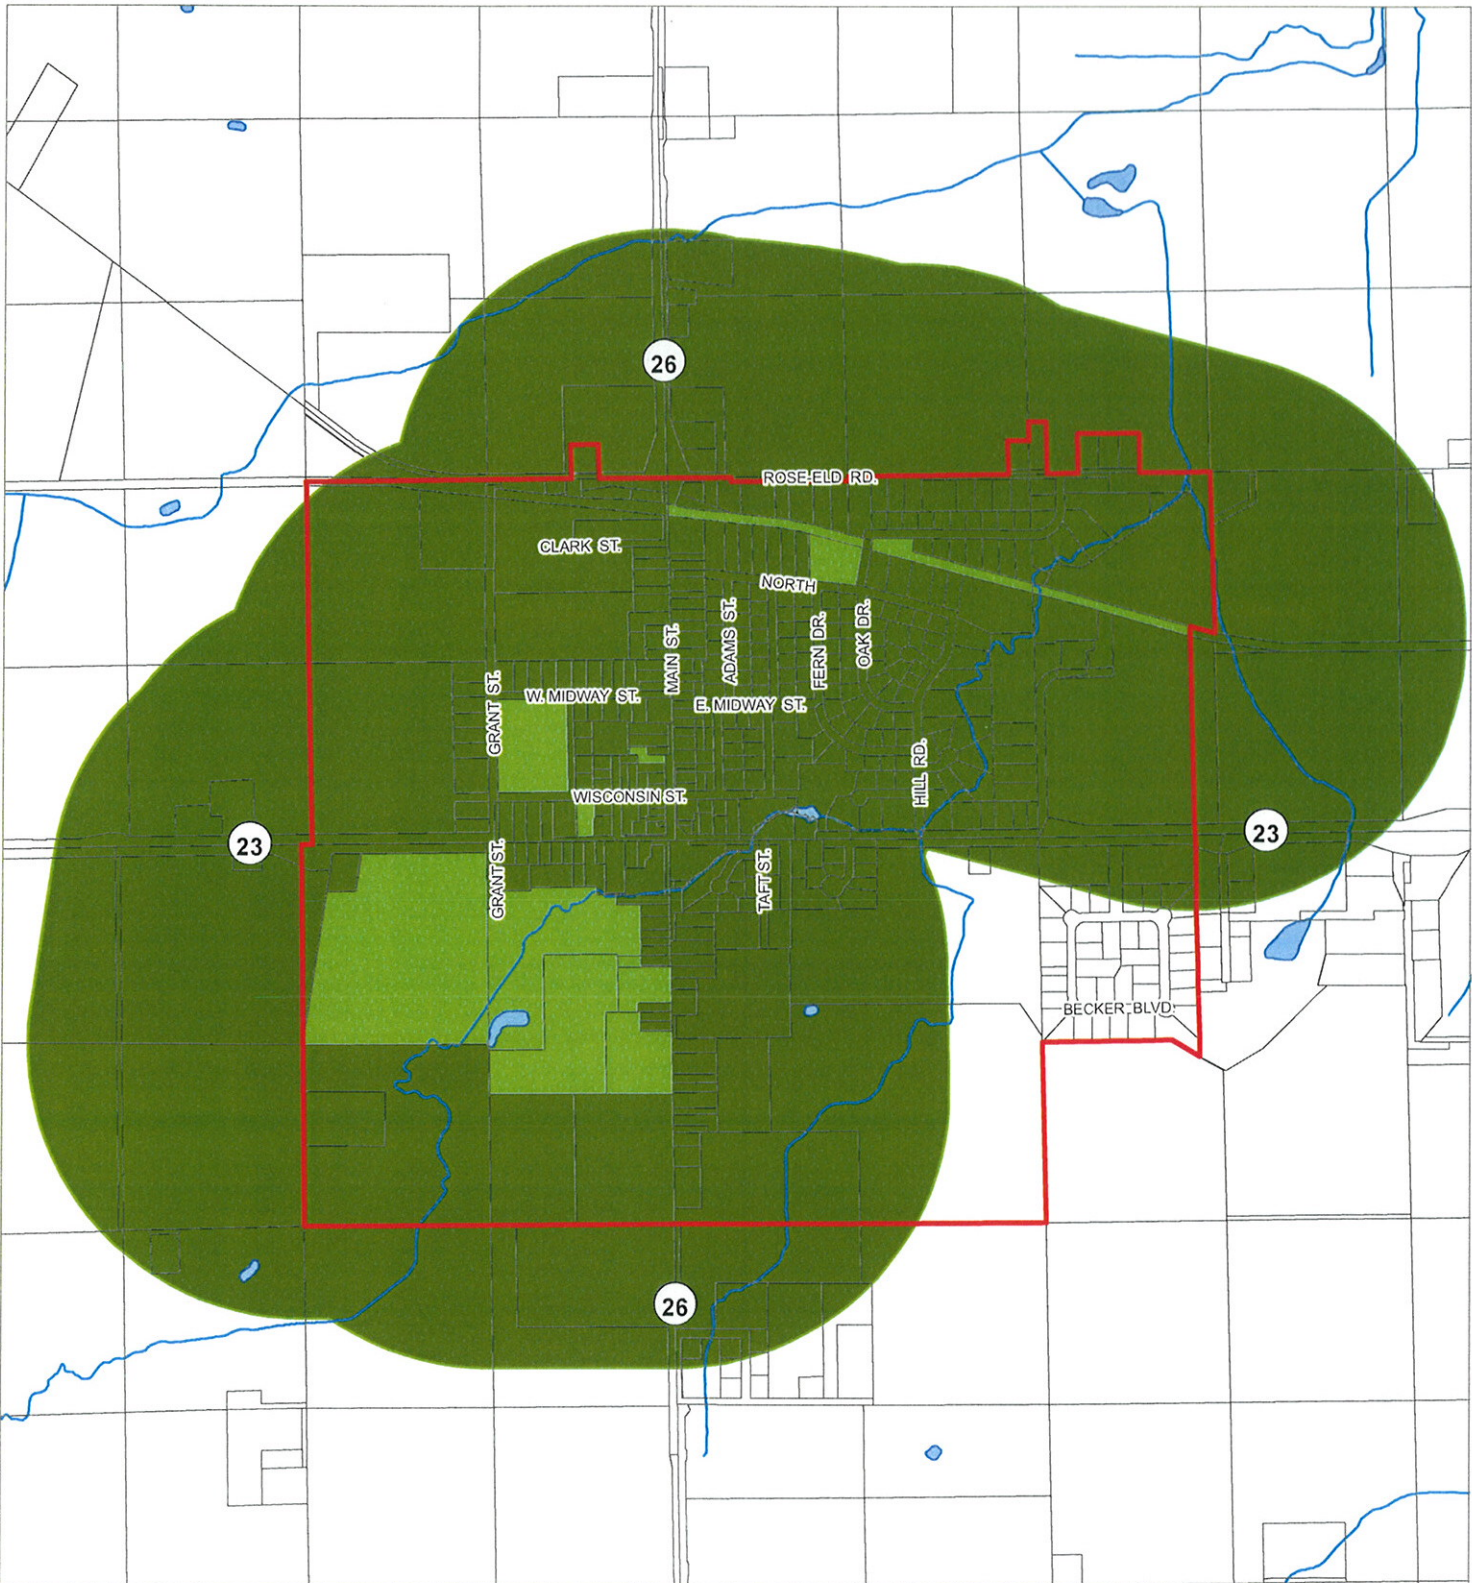 26
ROSE-ELD RD.
CLARK ST.
NORTH
ADAMS ST.
FERN DR.
OAK DR.
MAIN ST.
GRANT ST.
W. MIDWAY ST.
E. MIDWAY ST.
HILL RD.
WISCONSIN ST.
23
23
GRANT ST.
TAFT ST.
BECKER BLVD.
26